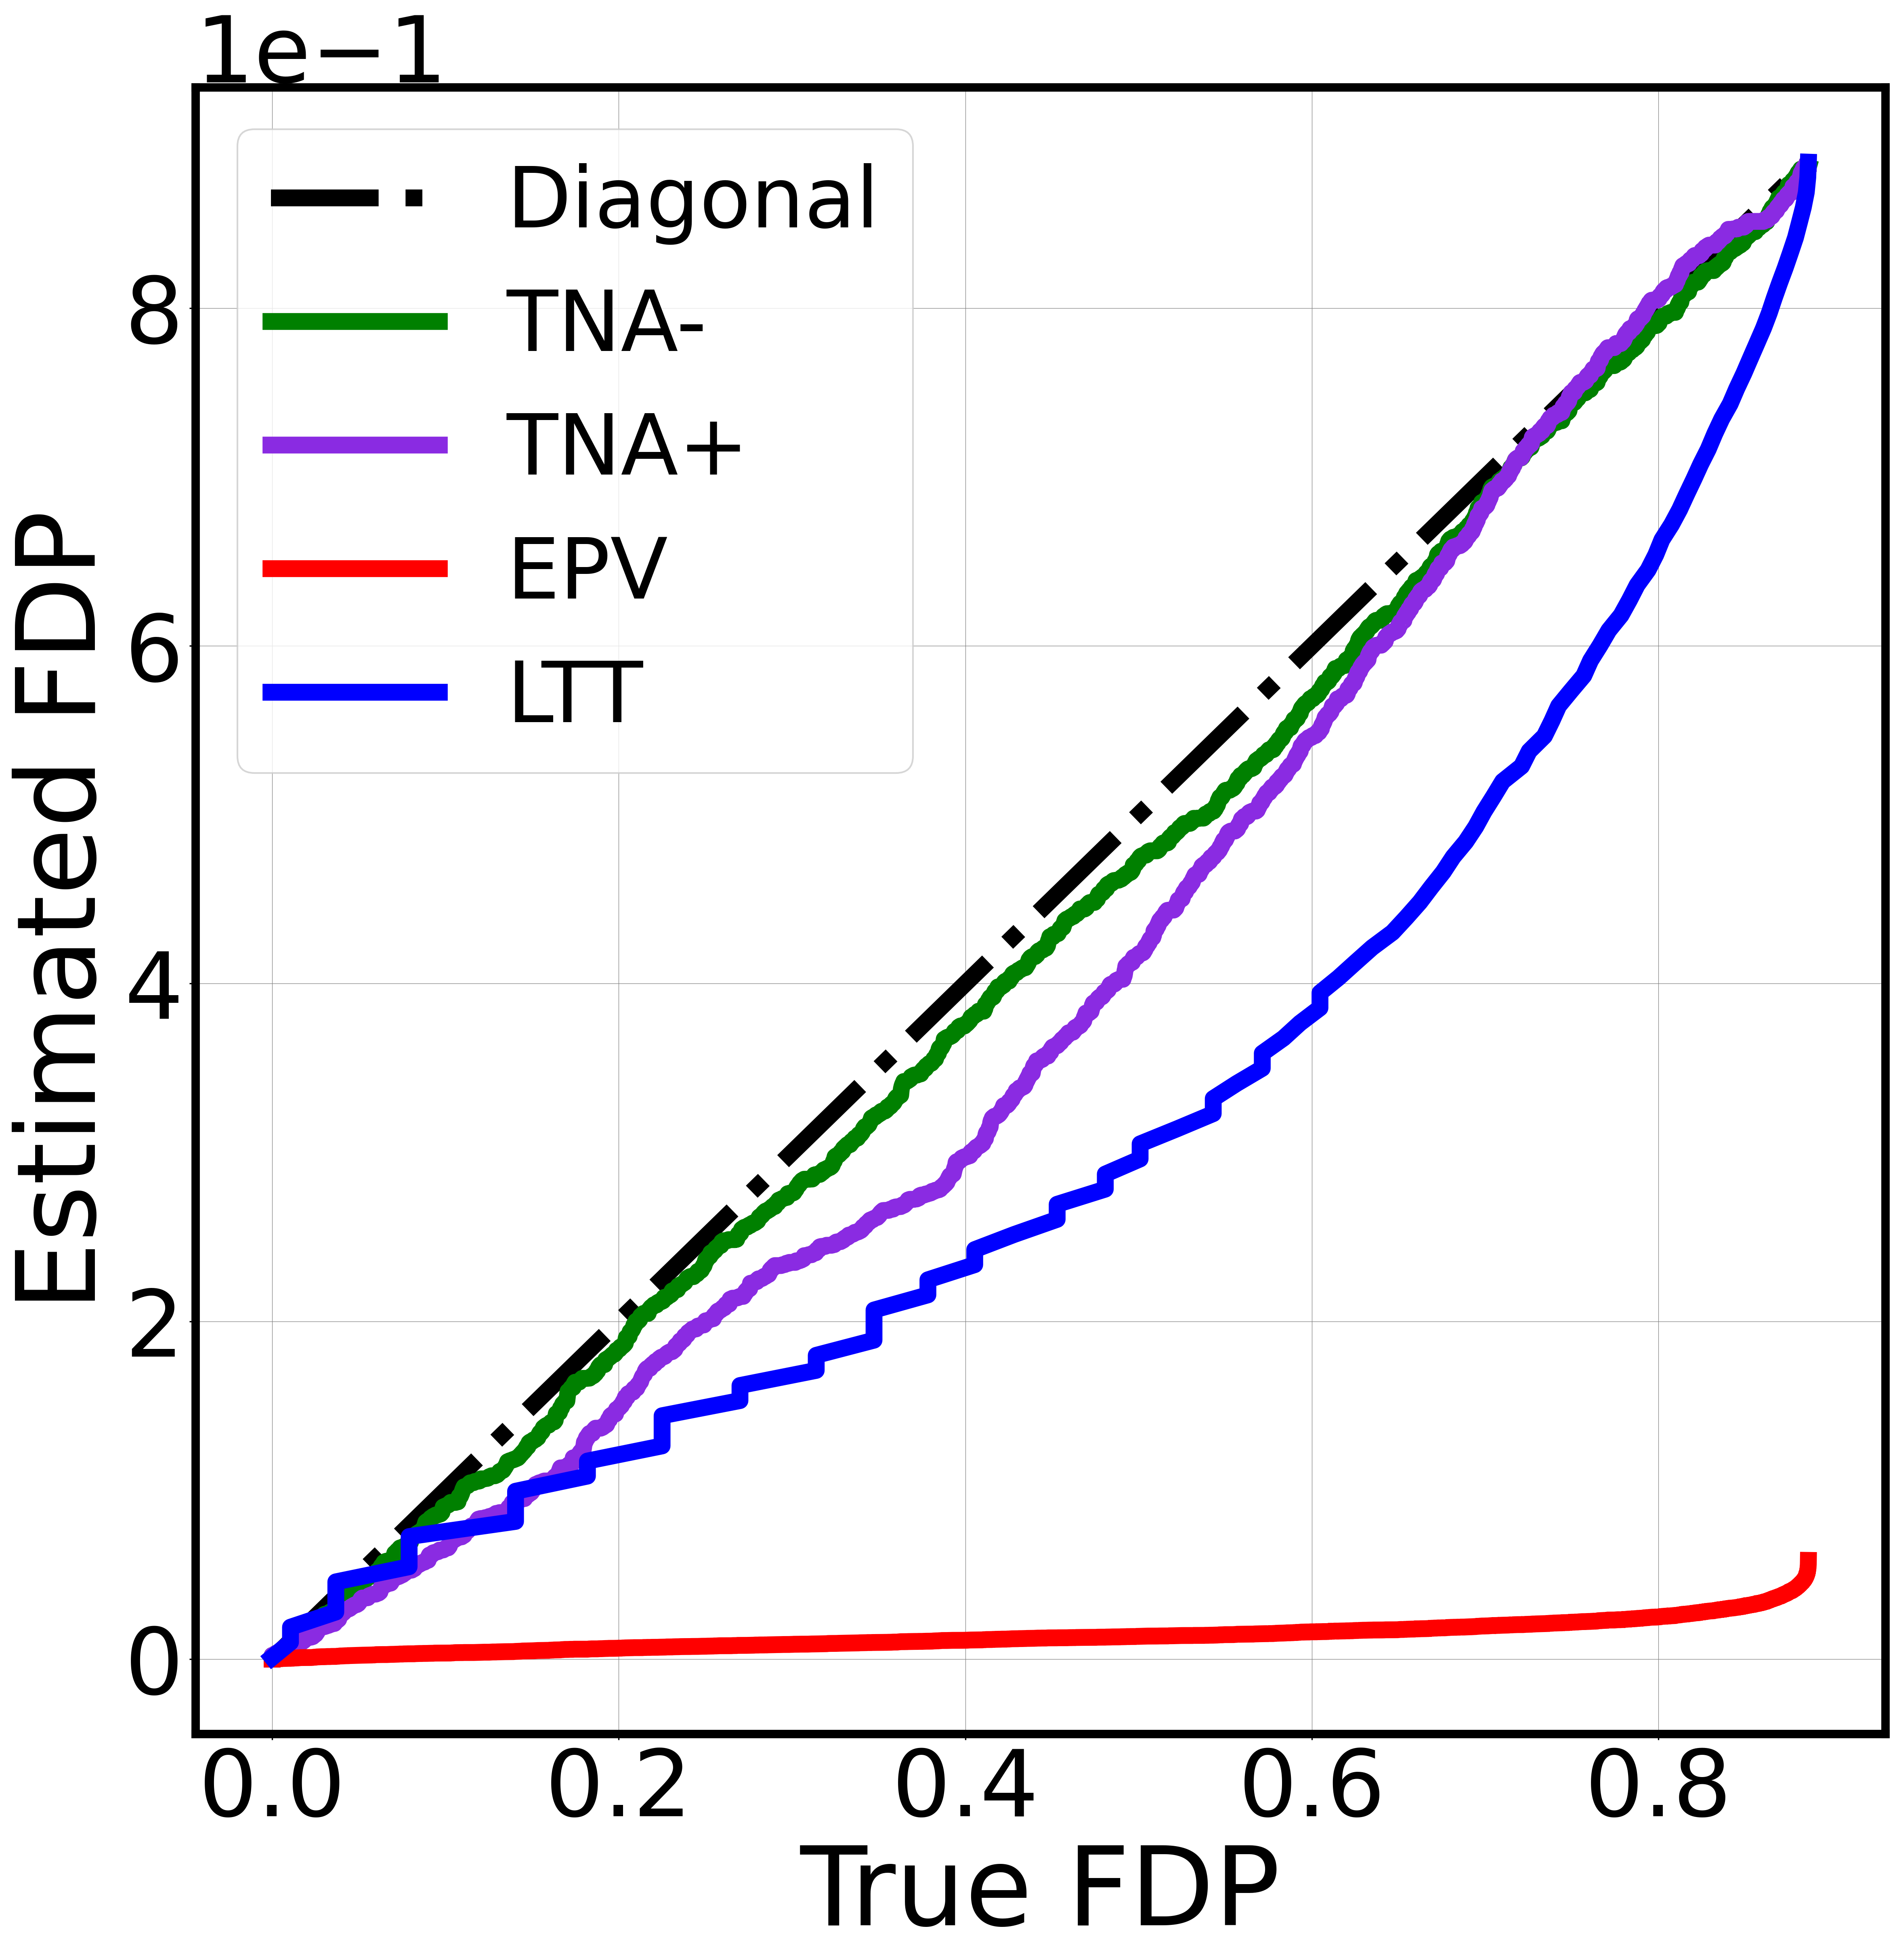 1e−1
Diagonal
TNA-
TNA+
EPV
LTT
Estimated FDP
8
6
4
2
0
0.0 0.2 0.4 0.6 0.8
True FDP